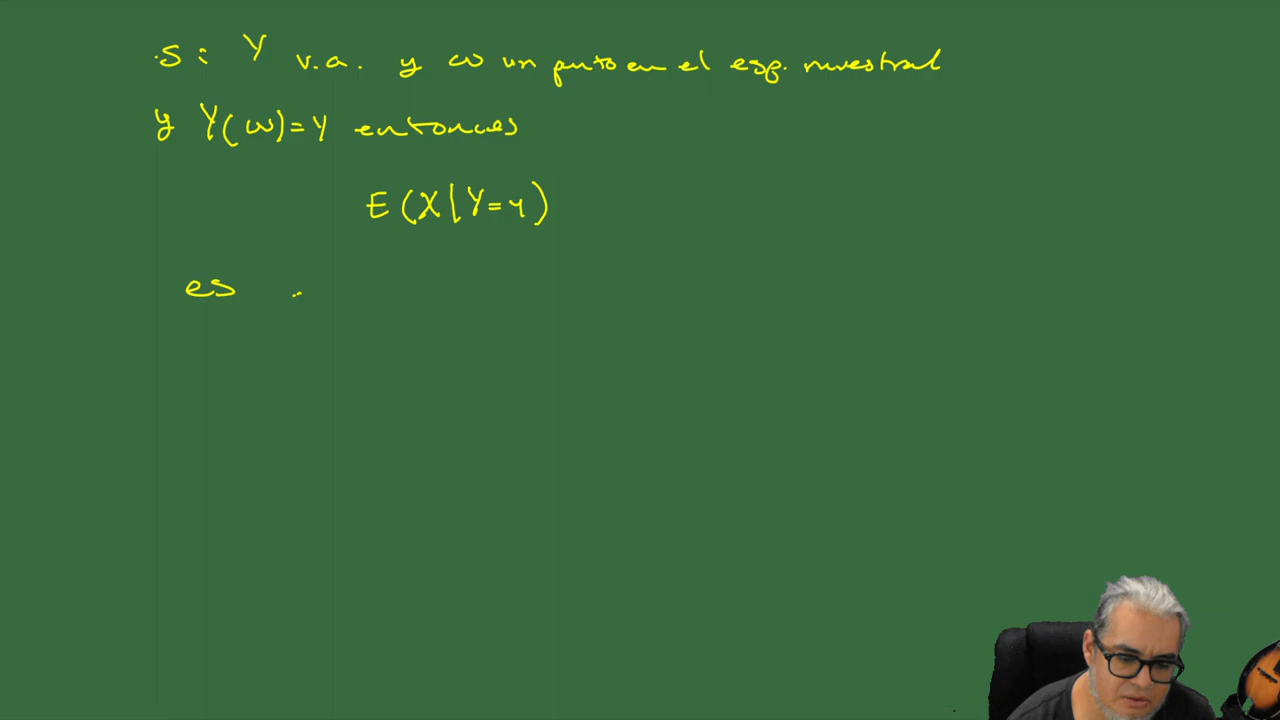 Si Y v.a. y ω un punto en el esp. muestral
y Y(ω)=y entonces
E(X|Y=y)
es